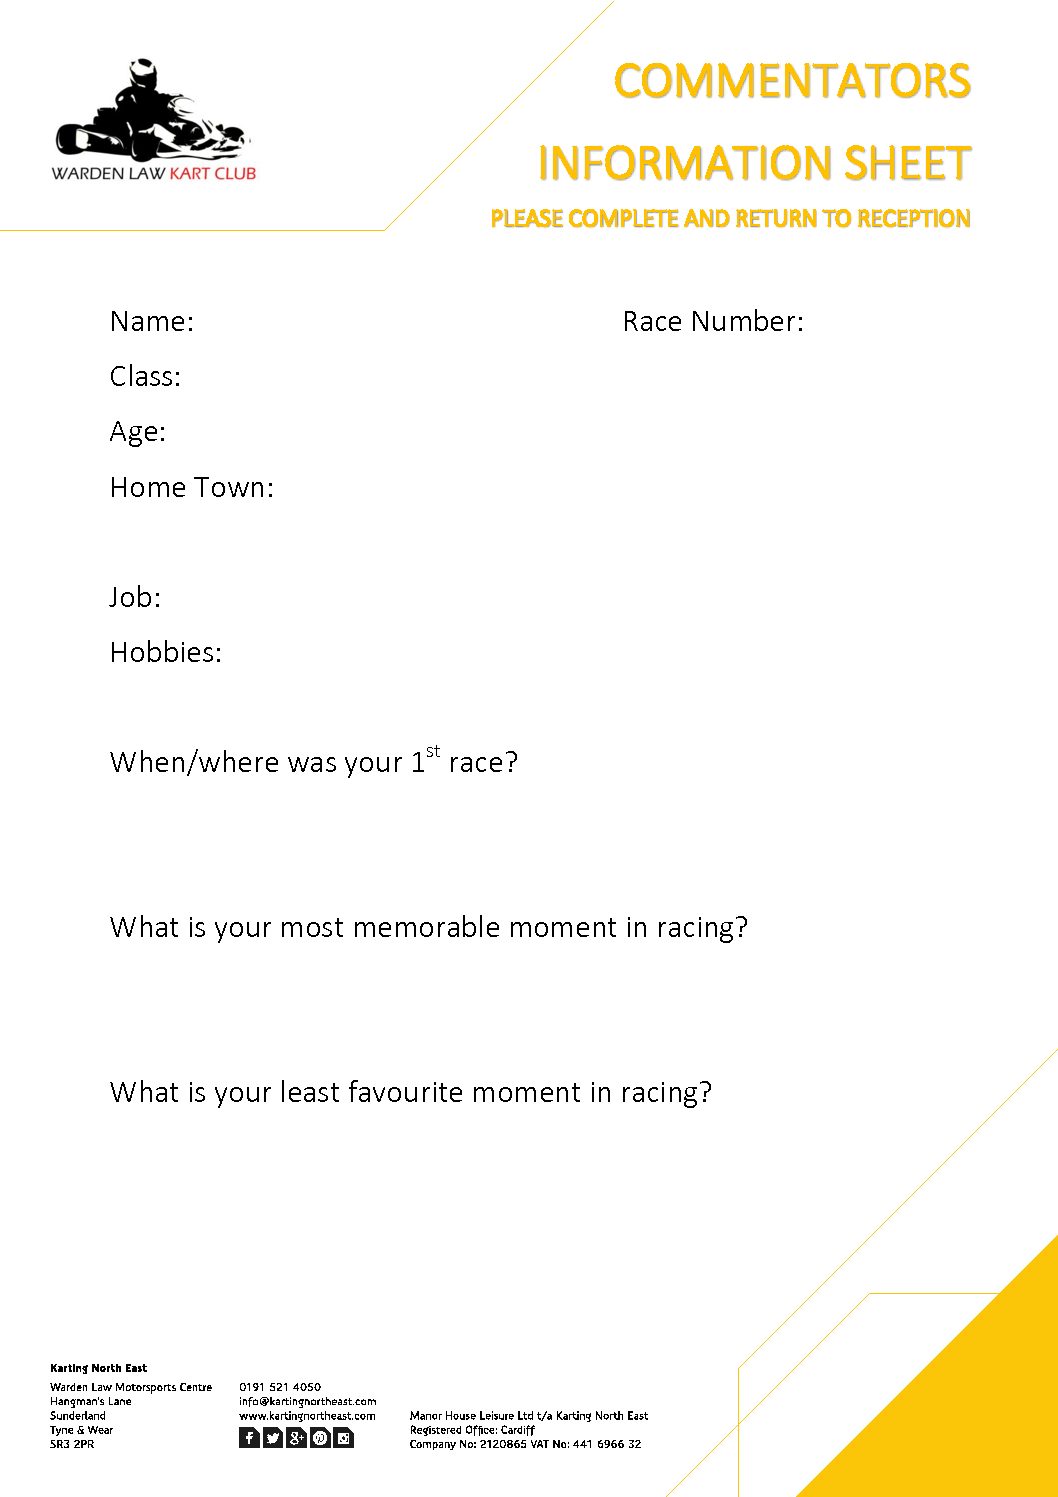 WARDEN LAW KART CLUB
COMMENTATORS
INFORMATION SHEET
PLEASE COMPLETE AND RETURN TO RECEPTION
Name: Race Number:
Class:
Age:
Home Town:
Job:
Hobbies:
When/where was your 1st race?
What is your most memorable moment in racing?
What is your least favourite moment in racing?
Karting North East
Warden Law Motorsports Centre
Hangman's Lane
Sunderland
Tyne & Wear
SR3 2PR
0191 521 4050
info@kartingnortheast.com
www.kartingnortheast.com
Manor House Leisure Ltd t/a Karting North East
Registered Office: Cardiff
Company No: 2120865 VAT No: 441 6966 32